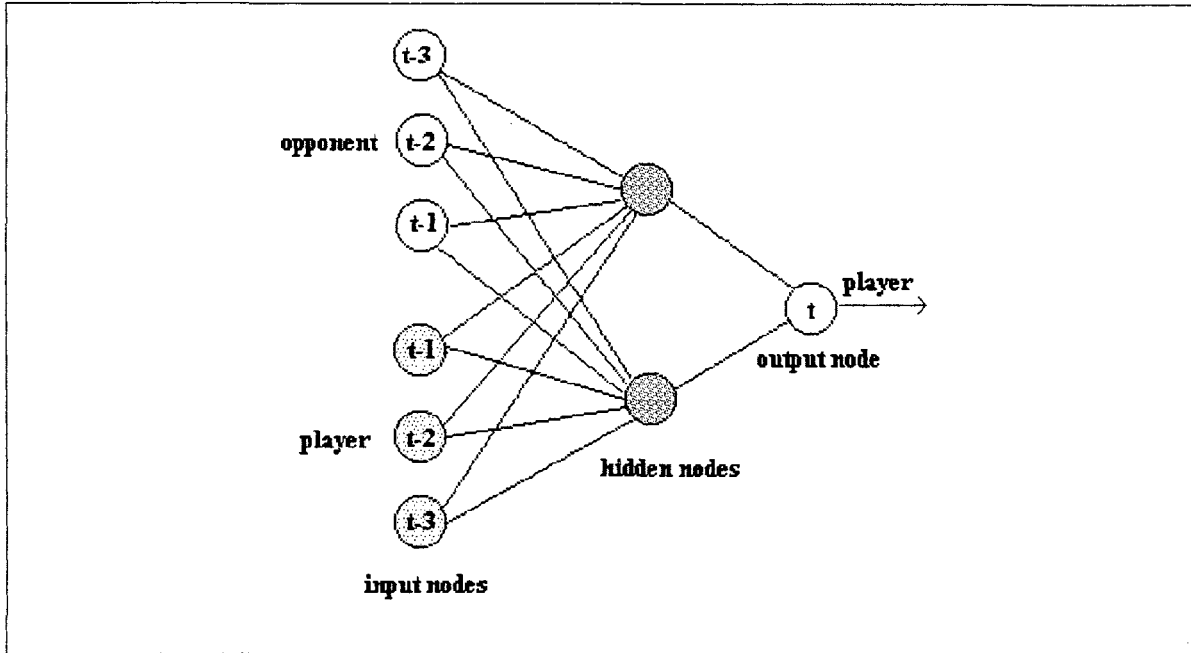 t-3
opponent
t-2
t-1
player
t
output node
t-1
player
t-2
hidden nodes
t-3
input nodes